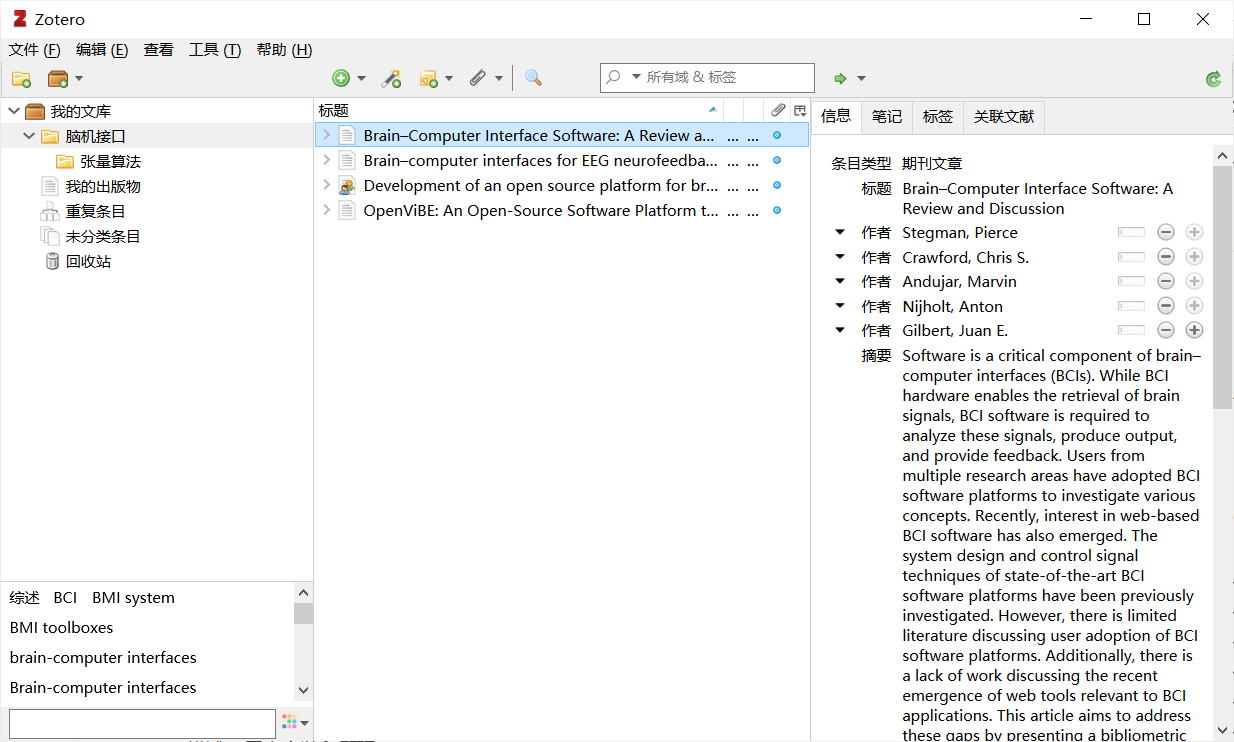 Zotero
文件 (F) 编辑 (E) 查看 工具 (T) 帮助 (H)
所有域 & 标签
我的文库
脑机接口
张量算法
我的出版物
重复条目
未分类条目
回收站
综述 BCI BMI system
BMI toolboxes
brain-computer interfaces
Brain-computer interfaces
标题
Brain–Computer Interface Software: A Review a... ... ...
Brain–computer interfaces for EEG neurofeedba... ... ...
Development of an open source platform for br... ... ...
OpenViBE: An Open-Source Software Platform t... ... ...
信息 笔记 标签 关联文献
条目类型 期刊文章
标题 Brain–Computer Interface Software: A
Review and Discussion
作者 Stegman, Pierce
作者 Crawford, Chris S.
作者 Andujar, Marvin
作者 Nijholt, Anton
作者 Gilbert, Juan E.
摘要 Software is a critical component of brain–
computer interfaces (BCIs). While BCI
hardware enables the retrieval of brain
signals, BCI software is required to
analyze these signals, produce output,
and provide feedback. Users from
multiple research areas have adopted BCI
software platforms to investigate various
concepts. Recently, interest in web-based
BCI software has also emerged. The
system design and control signal
techniques of state-of-the-art BCI
software platforms have been previously
investigated. However, there is limited
literature discussing user adoption of BCI
software platforms. Additionally, there is
a lack of work discussing the recent
emergence of web tools relevant to BCI
applications. This article aims to address
these gaps by presenting a bibliometric